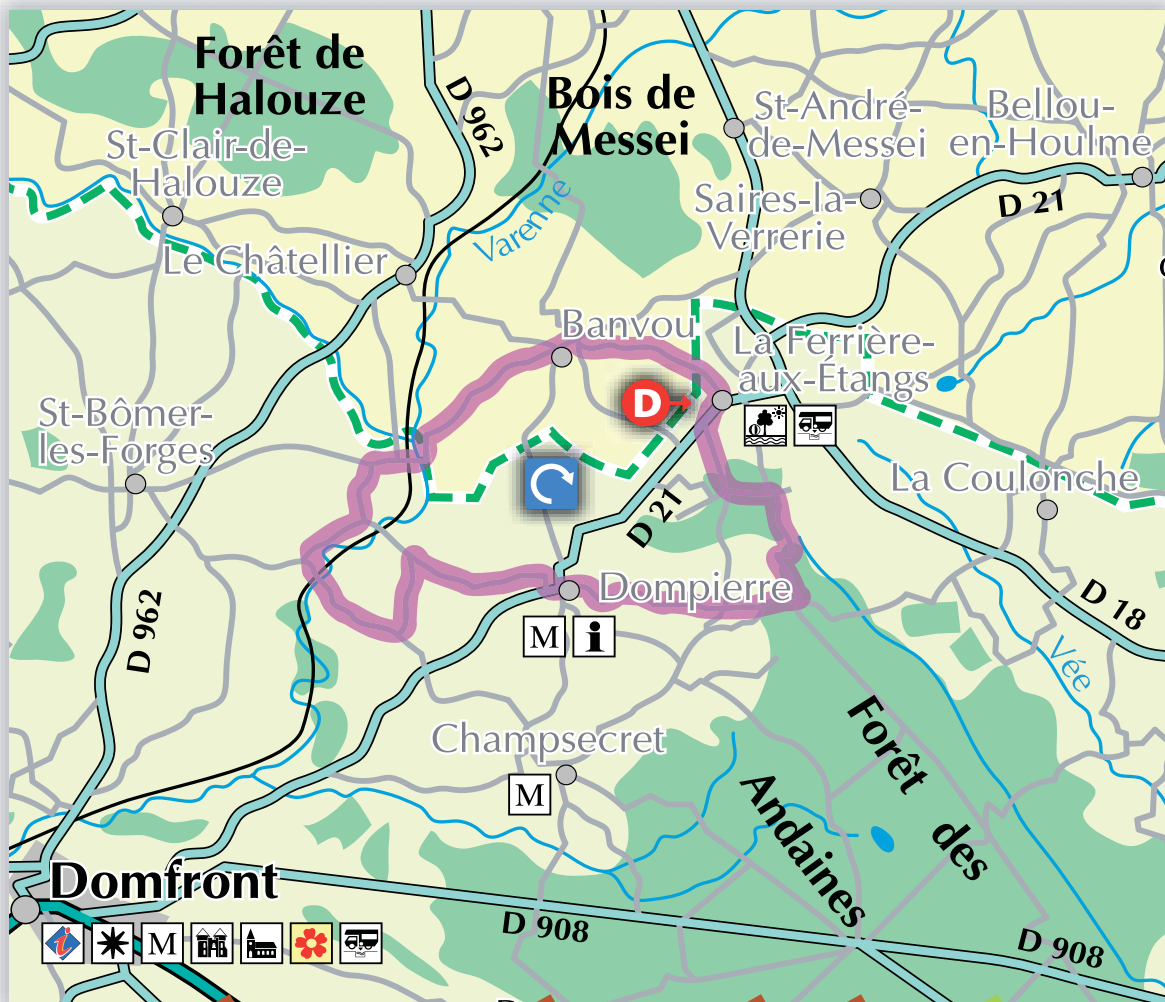 Forêt de
Halouze
D 962
Bois de
Messei
St-André-
de-Messei
Bellou-
en-Houlme
St-Clair-de-
Halouze
Varenne
Saires-la-
Verrerie
D 21
Le Châtellier
Banvou
La Ferrière-
aux-Étangs
D
St-Bômer-
les-Forges
La Coulonche
D 21
Dompierre
D 962
D 18
M i
Vée
Champsecret
M
Forêt
des
Andaines
Domfront
i M
D 908
D 908